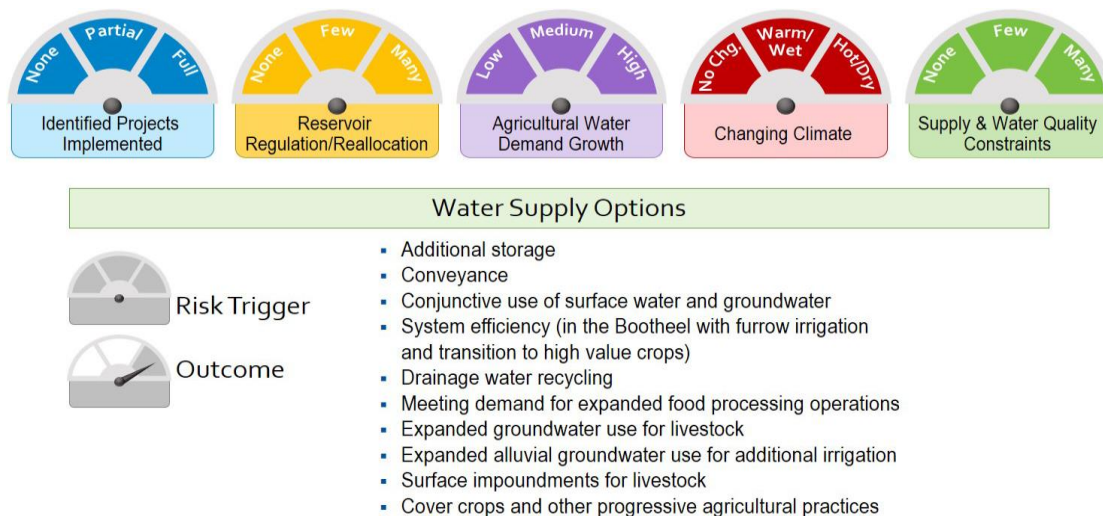 None Partial Full
None Few Many
Low Medium High
No Chg. Warm/ Wet Hot/Dry
None Few Many
Identified Projects
Implemented
Reservoir
Regulation/Reallocation
Agricultural Water
Demand Growth
Changing Climate
Supply & Water Quality
Constraints
Water Supply Options
Risk Trigger
Outcome
▪ Additional storage
▪ Conveyance
▪ Conjunctive use of surface water and groundwater
▪ System efficiency (in the Bootheel with furrow irrigation
and transition to high value crops)
▪ Drainage water recycling
▪ Meeting demand for expanded food processing operations
▪ Expanded groundwater use for livestock
▪ Expanded alluvial groundwater use for additional irrigation
▪ Surface impoundments for livestock
▪ Cover crops and other progressive agricultural practices